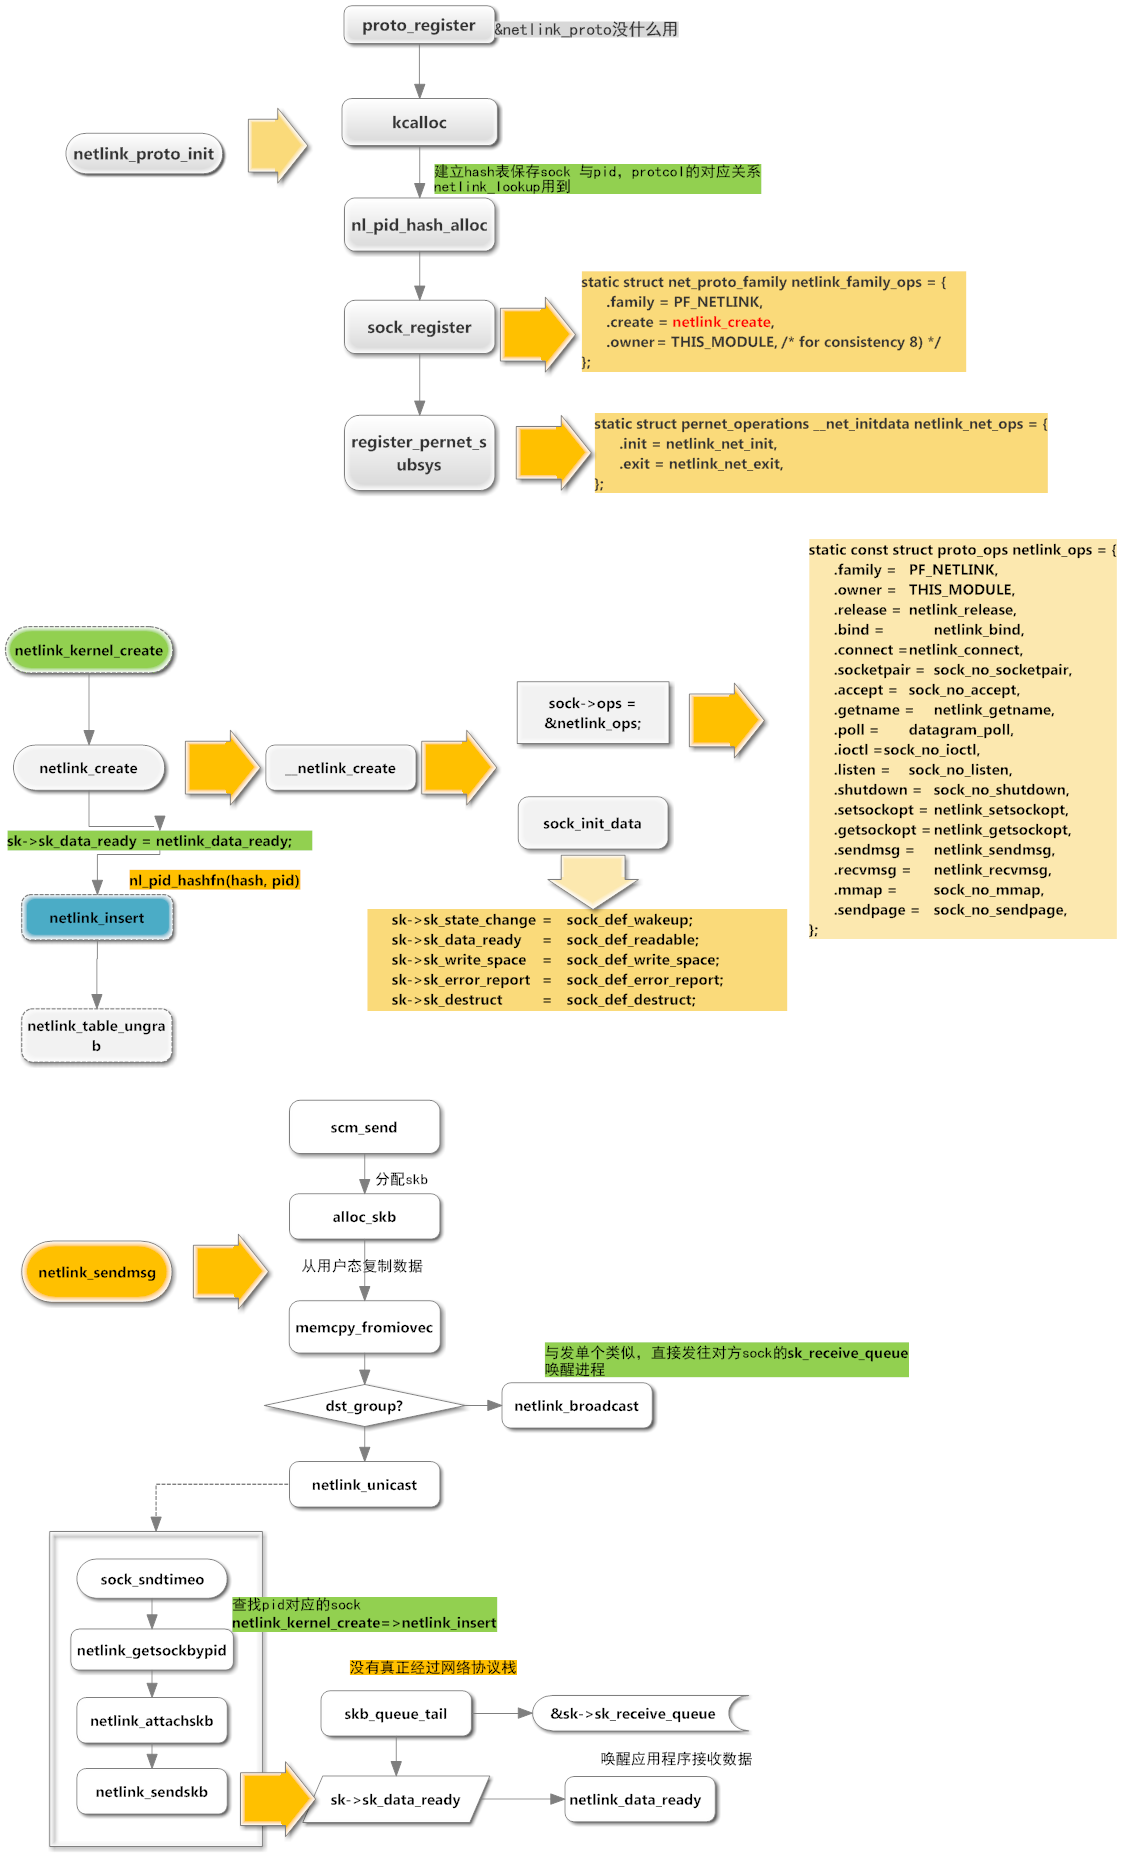 proto_register
&netlink_proto没什么用
kcalloc
netlink_proto_init
建立hash表保存sock 与pid，protcol的对应关系
netlink_lookup用到
nl_pid_hash_alloc
static struct net_proto_family netlink_family_ops = {
.family = PF_NETLINK,
.create = netlink_create,
.owner = THIS_MODULE, /* for consistency 8) */
};
sock_register
register_pernet_s
ubsys
static struct pernet_operations __net_initdata netlink_net_ops = {
.init = netlink_net_init,
.exit = netlink_net_exit,
};
static const struct proto_ops netlink_ops = {
.family = PF_NETLINK,
.owner = THIS_MODULE,
.release = netlink_release,
.bind = netlink_bind,
.connect = netlink_connect,
.socketpair = sock_no_socketpair,
.accept = sock_no_accept,
.getname = netlink_getname,
.poll = datagram_poll,
.ioctl = sock_no_ioctl,
.listen = sock_no_listen,
.shutdown = sock_no_shutdown,
.setsockopt = netlink_setsockopt,
.getsockopt = netlink_getsockopt,
.sendmsg = netlink_sendmsg,
.recvmsg = netlink_recvmsg,
.mmap = sock_no_mmap,
.sendpage = sock_no_sendpage,
};
netlink_kernel_create
sock->ops =
&netlink_ops;
netlink_create
__netlink_create
sock_init_data
sk->sk_data_ready = netlink_data_ready;
nl_pid_hashfn(hash, pid)
netlink_insert
sk->sk_state_change = sock_def_wakeup;
sk->sk_data_ready = sock_def_readable;
sk->sk_write_space = sock_def_write_space;
sk->sk_error_report = sock_def_error_report;
sk->sk_destruct = sock_def_destruct;
netlink_table_ungra
b
scm_send
分配skb
alloc_skb
从用户态复制数据
netlink_sendmsg
memcpy_fromiovec
与发单个类似，直接发往对方sock的sk_receive_queue
唤醒进程
dst_group?
netlink_broadcast
netlink_unicast
sock_sndtimeo
查找pid对应的sock
netlink_kernel_create=>netlink_insert
netlink_getsockbypid
没有真正经过网络协议栈
netlink_attachskb
skb_queue_tail
&sk->sk_receive_queue
唤醒应用程序接收数据
netlink_sendskb
sk->sk_data_ready
netlink_data_ready